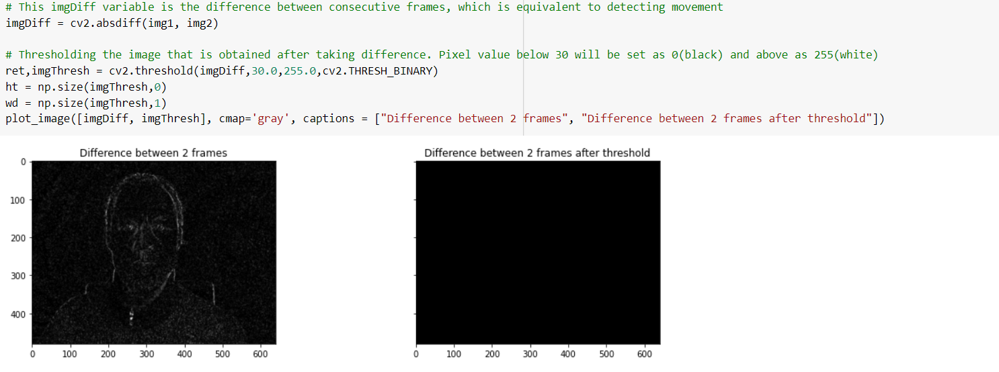 # This imgDiff variable is the difference between consecutive frames, which is equivalent to detecting movement
imgDiff = cv2.absdiff(img1, img2)
# Thresholding the image that is obtained after taking difference. Pixel value below 30 will be set as 0(black) and above as 255(white)
ret,imgThresh = cv2.threshold(imgDiff,30.0,255.0,cv2.THRESH_BINARY)
ht = np.size(imgThresh,0)
wd = np.size(imgThresh,1)
plot_image([imgDiff, imgThresh], cmap='gray', captions = ["Difference between 2 frames", "Difference between 2 frames after threshold"])
Difference between 2 frames
0
100
200
300
400
0 100 200 300 400 500 600
Difference between 2 frames after threshold
0 100 200 300 400 500 600